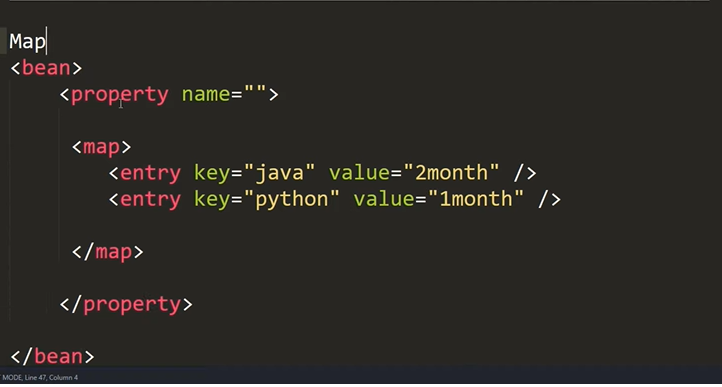 Map
<bean>
<property name="">
<map>
<entry key="java" value="2month" />
<entry key="python" value="1month" />
</map>
</property>
</bean>
MODE, Line 47, Column 4